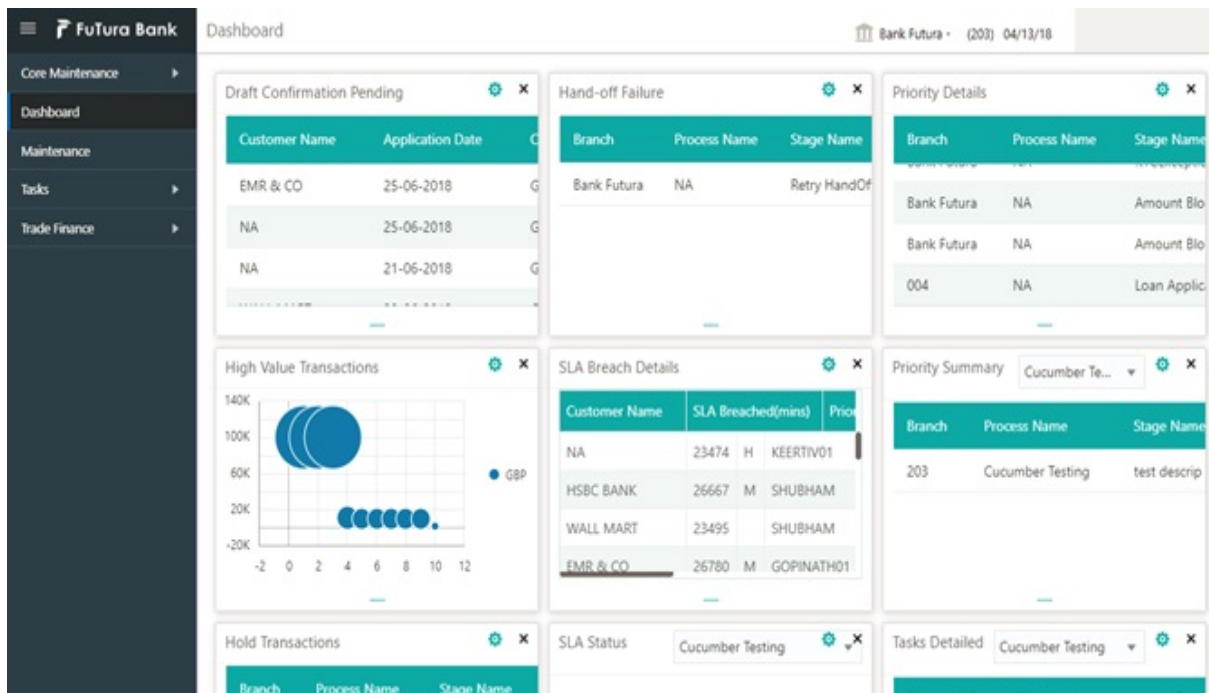 FuTura Bank
Dashboard
Bank Futura - (203) 04/13/18
Core Maintenance
Dashboard
Maintenance
Tasks
Trade Finance
Draft Confirmation Pending
Customer Name Application Date C
EMR & CO 25-06-2018 G
NA 25-06-2018 G
NA 21-06-2018 G
Hand-off Failure
Branch Process Name Stage Name
Bank Futura NA Retry HandOf
Priority Details
Branch Process Name Stage Name
Bank Futura NA Amount Blo
Bank Futura NA Amount Blo
004 NA Loan Applic
High Value Transactions
140K
100K
60K
20K
-20K
-2 0 2 4 6 8 10 12
GBP
SLA Breach Details
Customer Name SLA Breached(mins) Prior
NA 23474 H KEERTIV01
HSBC BANK 26667 M SHUBHAM
WALL MART 23495 SHUBHAM
EMR & CO 26780 M GOPINATH01
Priority Summary Cucumber Te...
Branch Process Name Stage Name
203 Cucumber Testing test descrip
Hold Transactions
Branch Process Name Stage Name
SLA Status Cucumber Testing
Tasks Detailed Cucumber Testing